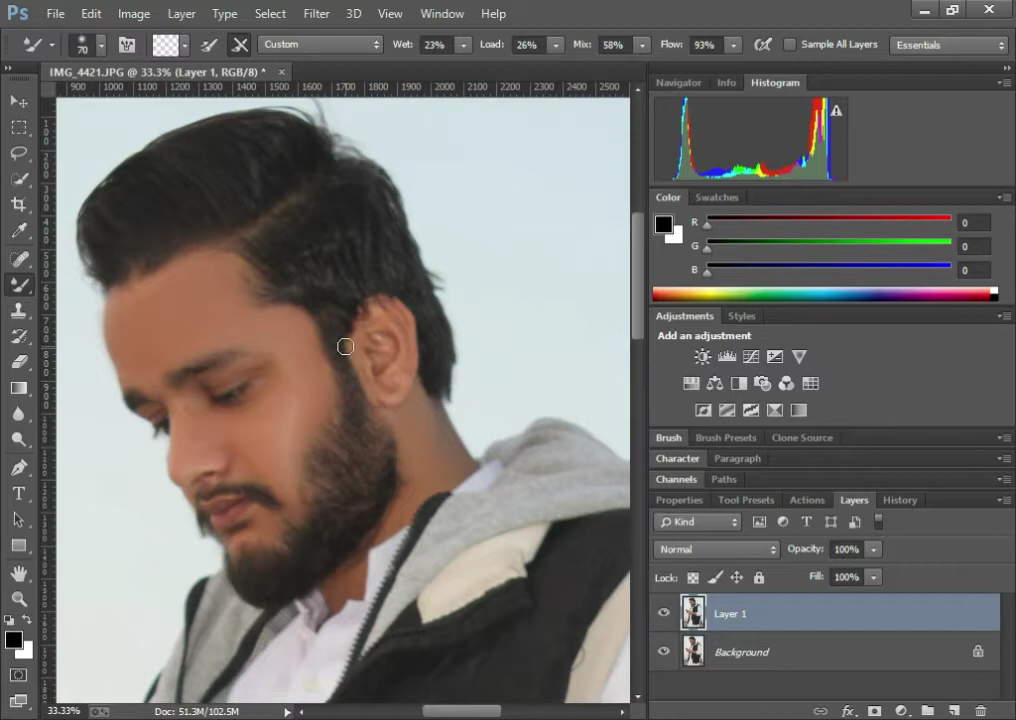 Ps File Edit Image Layer Type Select Filter 3D View Window Help
70 Custom Wet: 23% Load: 26% Mix: 58% Flow: 93% Sample All Layers Essentials
IMG_4421.JPG @ 33.3% (Layer 1, RGB/8) * ×
900 1000 1100 1200 1300 1400 1500 1600 1700 1800 1900 2000 2100 2200 2300 2400 2500
Navigator Info Histogram
Color Swatches
R 0
G 0
B 0
Adjustments Styles
Add an adjustment
Brush Brush Presets Clone Source
Character Paragraph
Channels Paths
Properties Tool Presets Actions Layers History
Kind
Normal Opacity: 100%
Lock: Fill: 100%
Layer 1
Background
33.33% Doc: 51.3M/102.5M
fx